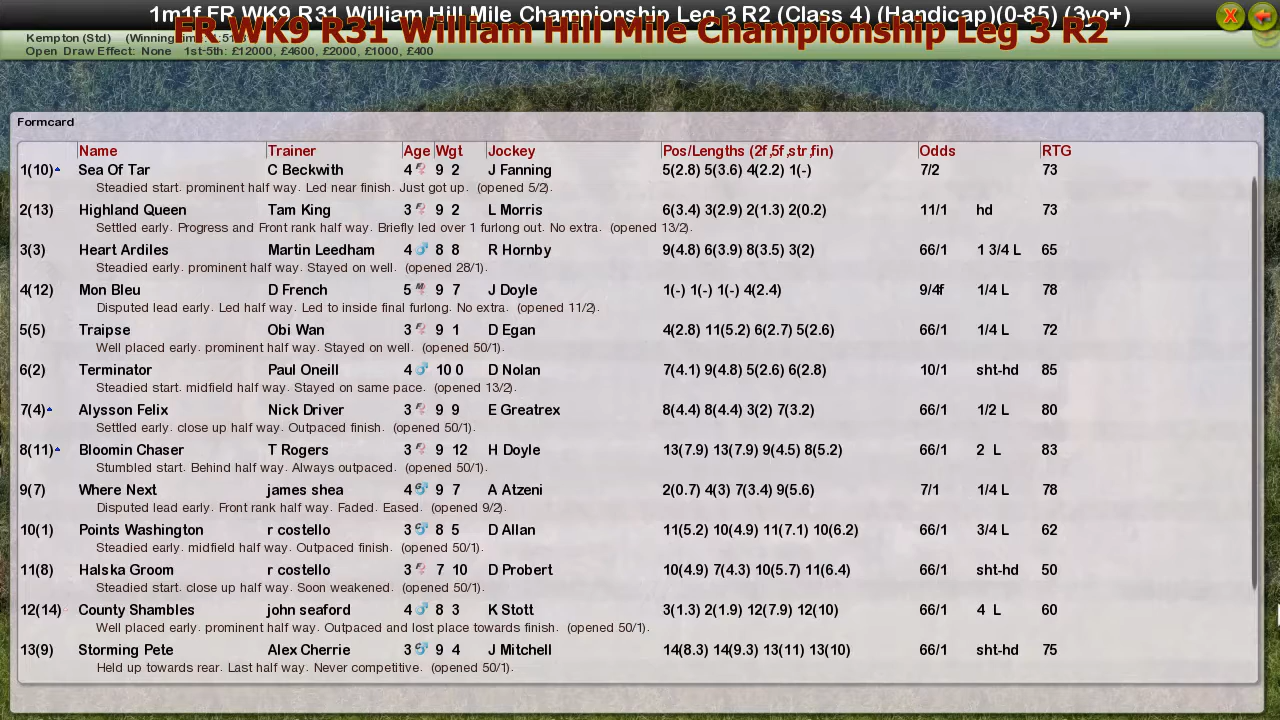 1m1f FR WK9 R31 William Hill Mile Championship Leg 3 R2 (Class 4) (Handicap)(0-85) (3yo+)
FR WK9 R31 William Hill Mile Championship Leg 3 R2
Kempton (Std) (Winning
Open Draw Effect: None 1st-5th: £12000, £4600, £2000, £1000, £400
Formcard
Name Trainer Age Wgt Jockey Pos/Lengths (2f,5f,str,fin) Odds RTG
1(10) Sea Of Tar C Beckwith 4 9 2 J Fanning 5(2.8) 5(3.6) 4(2.2) 1(-) 7/2 73
Steadied start. prominent half way. Led near finish. Just got up. (opened 5/2).
2(13) Highland Queen Tam King 3 9 2 L Morris 6(3.4) 3(2.9) 2(1.3) 2(0.2) 11/1 hd 73
Settled early. Progress and Front rank half way. Briefly led over 1 furlong out. No extra. (opened 13/2).
3(3) Heart Ardiles Martin Leedham 4 8 8 R Hornby 9(4.8) 6(3.9) 8(3.5) 3(2) 66/1 1 3/4 L 65
Steadied early. prominent half way. Stayed on well. (opened 28/1).
4(12) Mon Bleu D French 5 9 7 J Doyle 1(-) 1(-) 1(-) 4(2.4) 9/4f 1/4 L 78
Disputed lead early. Led half way. Led to inside final furlong. No extra. (opened 11/2).
5(5) Traipse Obi Wan 3 9 1 D Egan 4(2.8) 11(5.2) 6(2.7) 5(2.6) 66/1 1/4 L 72
Well placed early. prominent half way. Stayed on well. (opened 50/1).
6(2) Terminator Paul Oneill 4 10 0 D Nolan 7(4.1) 9(4.8) 5(2.6) 6(2.8) 10/1 sht-hd 85
Steadied start. midfield half way. Stayed on same pace. (opened 13/2).
7(4) Alysson Felix Nick Driver 3 9 9 E Greatrex 8(4.4) 8(4.4) 3(2) 7(3.2) 66/1 1/2 L 80
Settled early. close up half way. Outpaced finish. (opened 50/1).
8(11) Bloomin Chaser T Rogers 3 9 12 H Doyle 13(7.9) 13(7.9) 9(4.5) 8(5.2) 66/1 2 L 83
Stumbled start. Behind half way. Always outpaced. (opened 50/1).
9(7) Where Next james shea 4 9 7 A Atzeni 2(0.7) 4(3) 7(3.4) 9(5.6) 7/1 1/4 L 78
Disputed lead early. Front rank half way. Faded. Eased. (opened 9/2).
10(1) Points Washington r costello 3 8 5 D Allan 11(5.2) 10(4.9) 11(7.1) 10(6.2) 66/1 3/4 L 62
Steadied early. midfield half way. Outpaced finish. (opened 50/1).
11(8) Halska Groom r costello 3 7 10 D Probert 10(4.9) 7(4.3) 10(5.7) 11(6.4) 66/1 sht-hd 50
Steadied start. close up half way. Soon weakened. (opened 50/1).
12(14) County Shambles john seaford 4 8 3 K Stott 3(1.3) 2(1.9) 12(7.9) 12(10) 66/1 4 L 60
Well placed early. prominent half way. Outpaced and lost place towards finish. (opened 50/1).
13(9) Storming Pete Alex Cherrie 3 9 4 J Mitchell 14(8.3) 14(9.3) 13(11) 13(10) 66/1 sht-hd 75
Held up towards rear. Last half way. Never competitive. (opened 50/1).